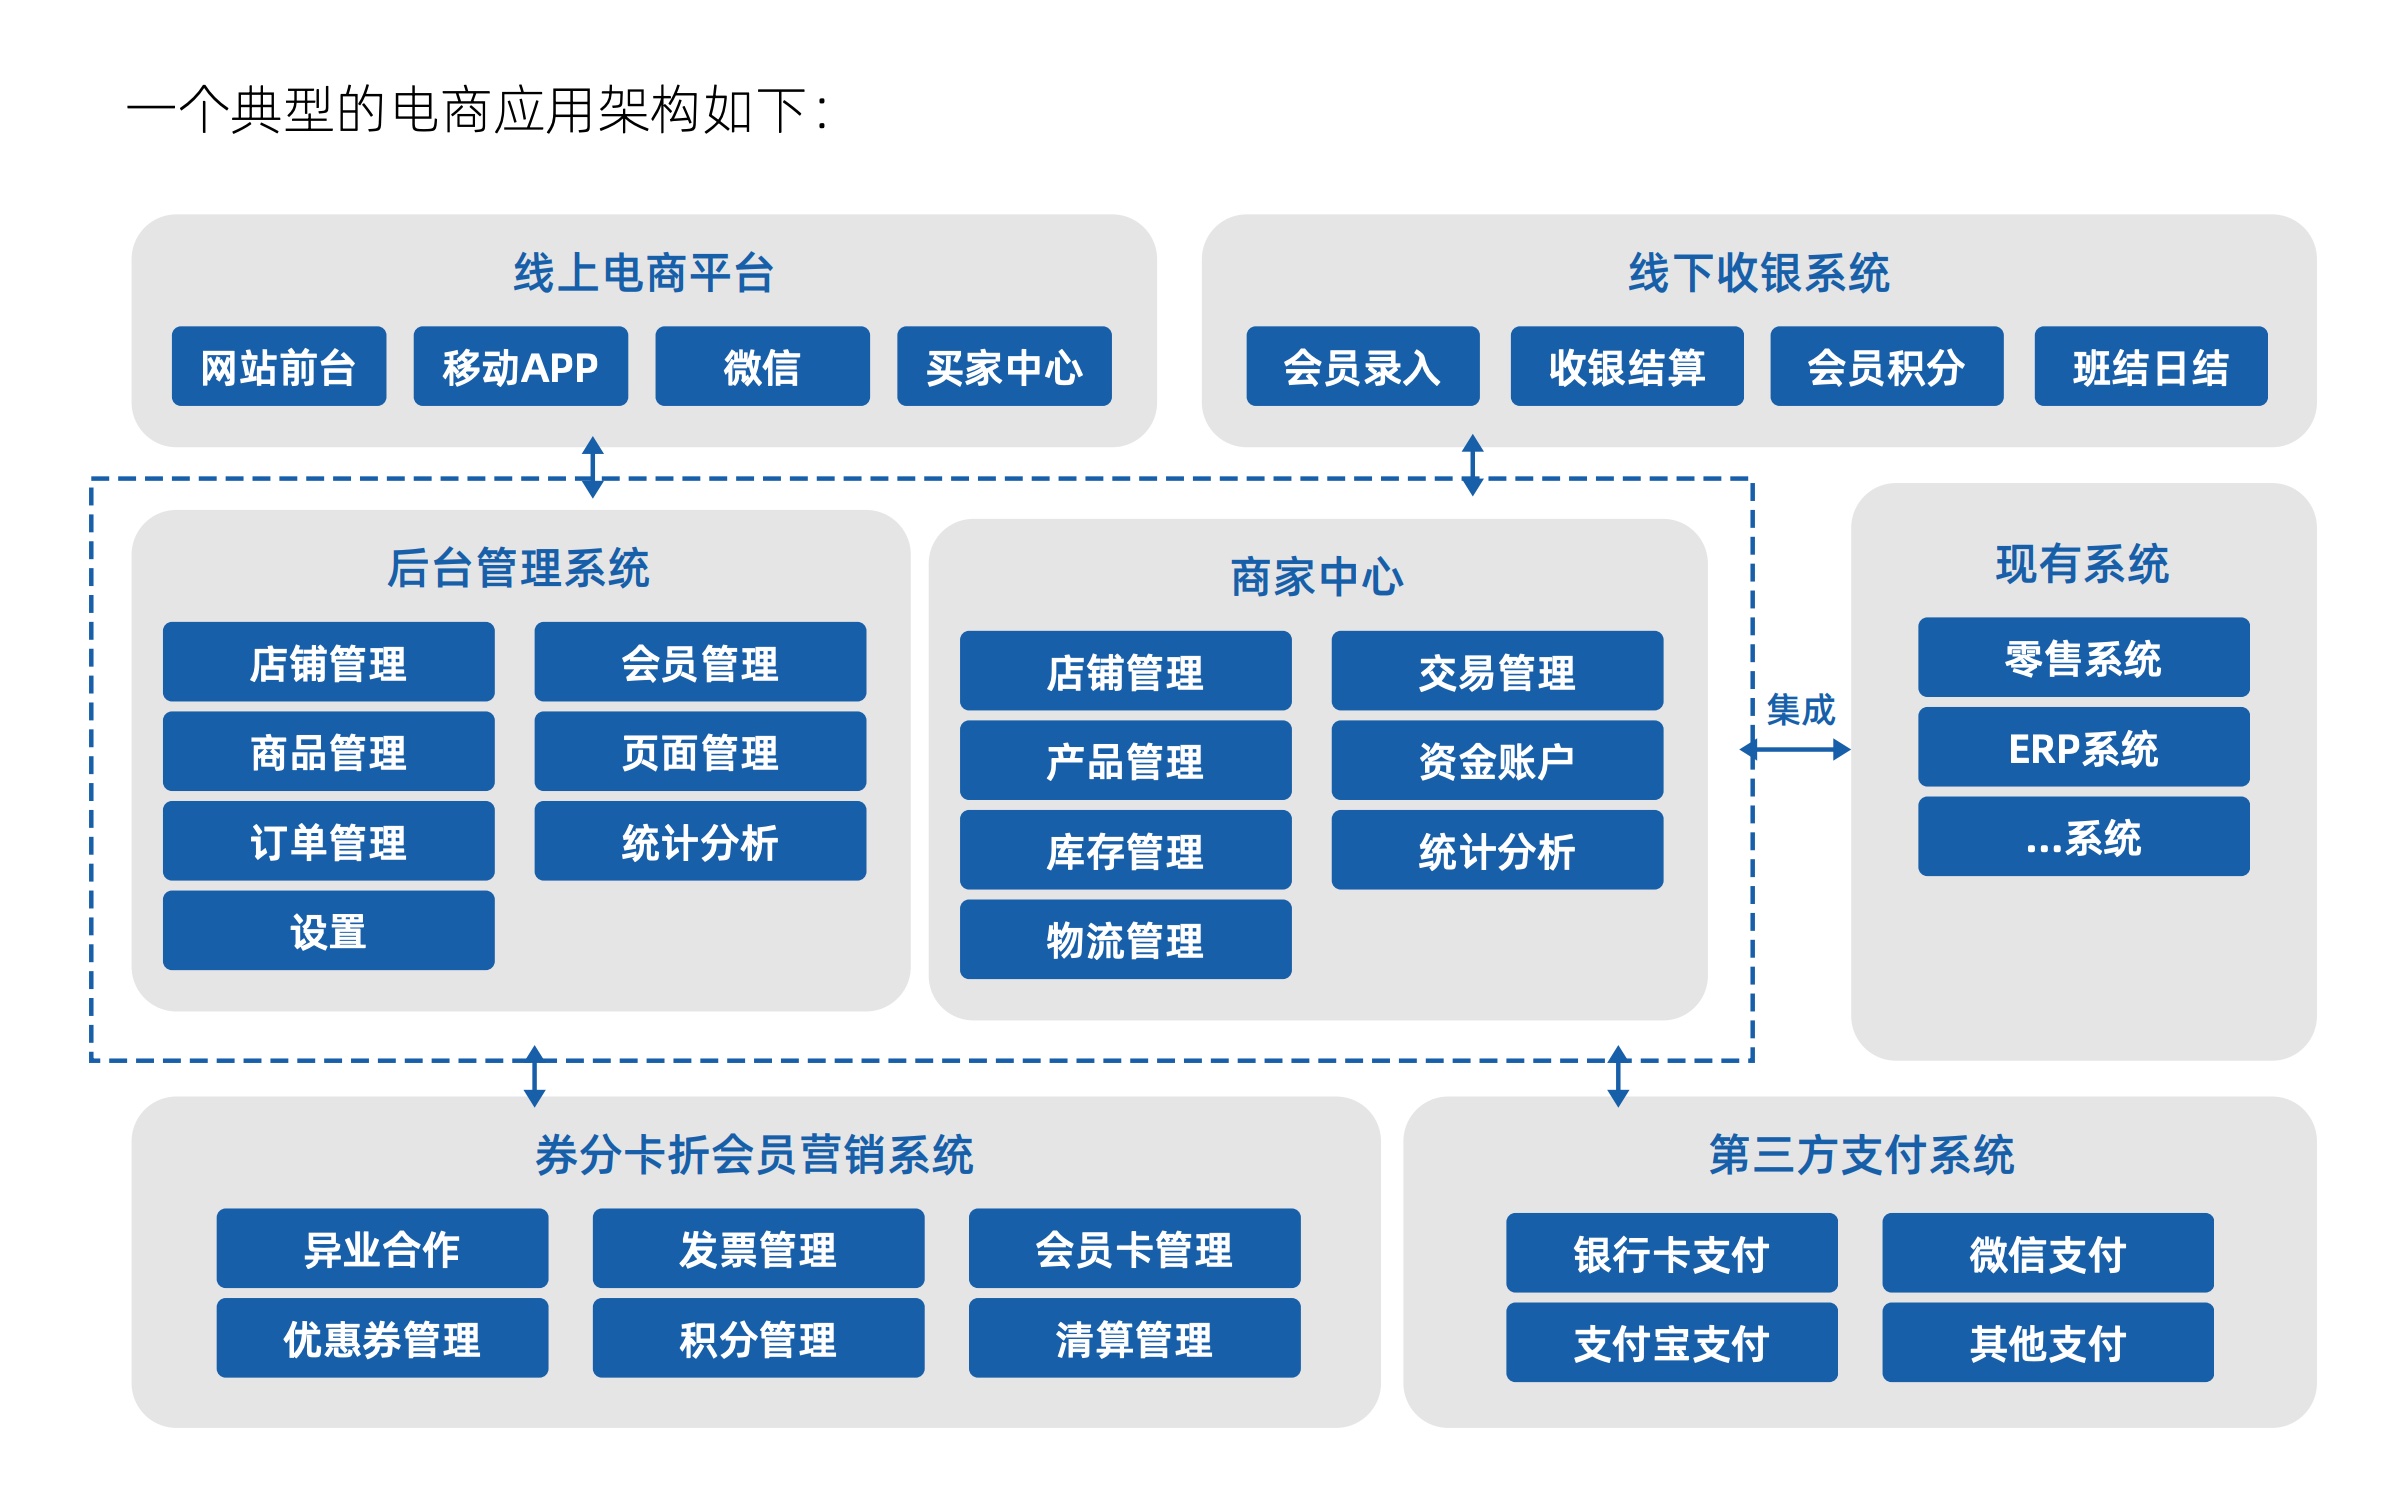 一个典型的电商应用架构如下：
线上电商平台
网站前台
移动APP
微信
买家中心
线下收银系统
会员录入
收银结算
会员积分
班结日结
后台管理系统
店铺管理
会员管理
商品管理
页面管理
订单管理
统计分析
设置
商家中心
店铺管理
交易管理
产品管理
资金账户
库存管理
统计分析
物流管理
集成
现有系统
零售系统
ERP系统
...系统
券分卡折会员营销系统
异业合作
发票管理
会员卡管理
优惠券管理
积分管理
清算管理
第三方支付系统
银行卡支付
微信支付
支付宝支付
其他支付